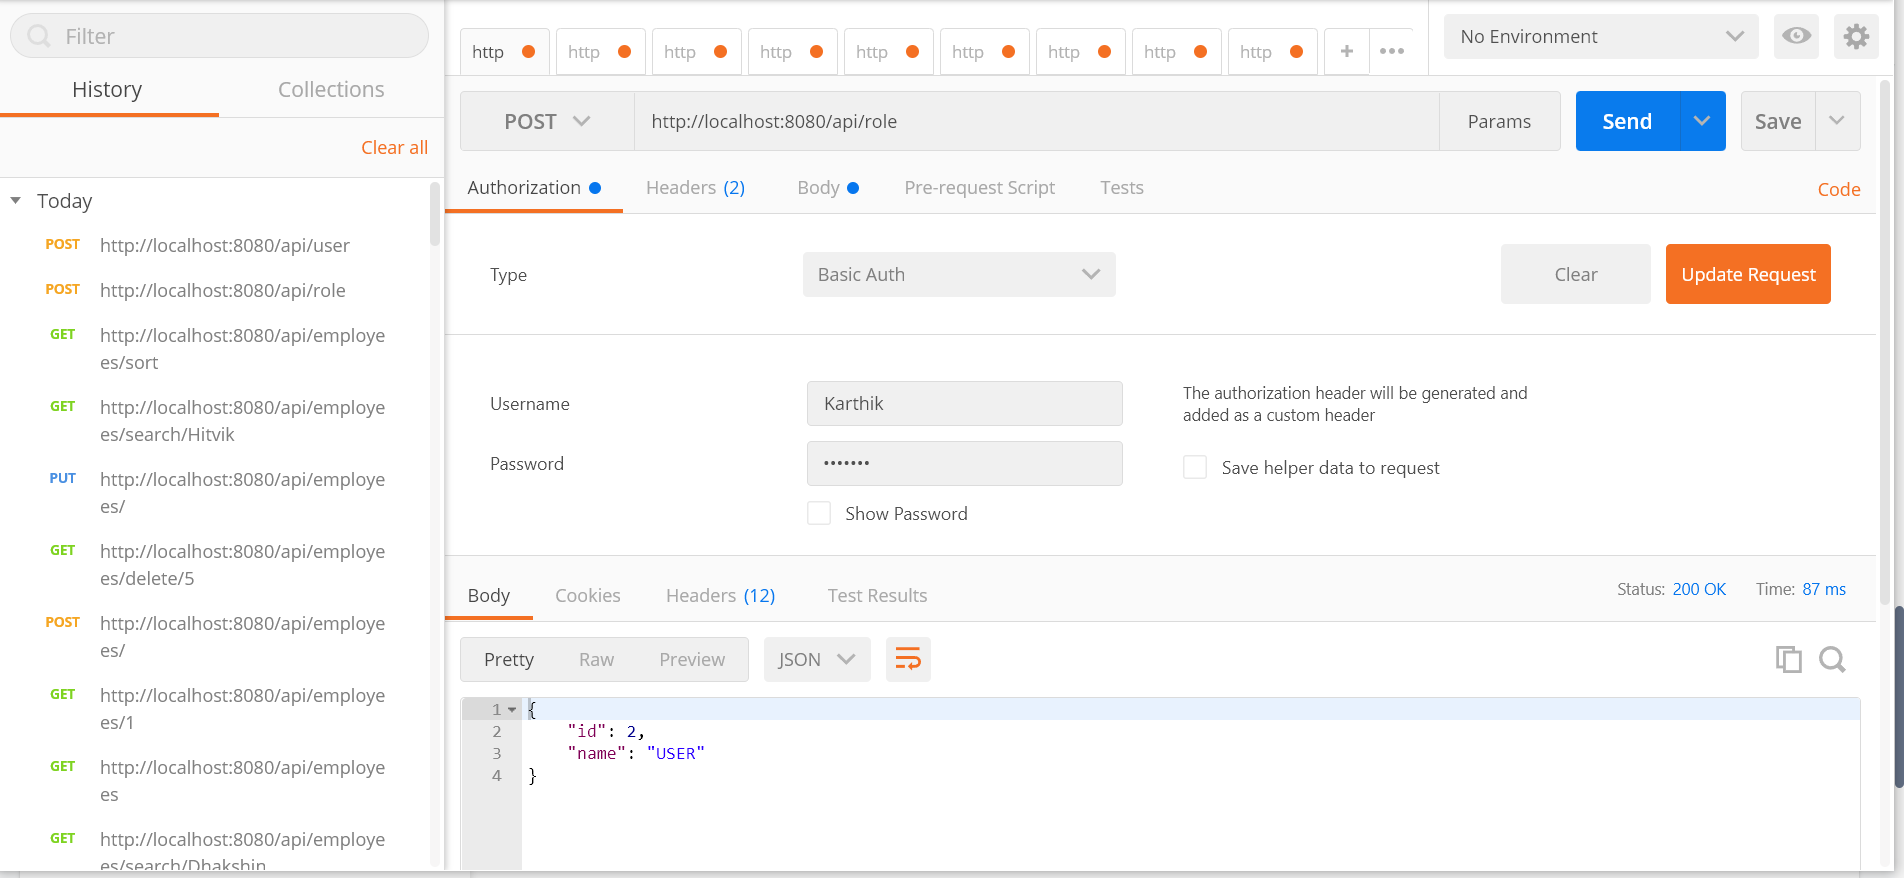 Filter
History Collections
Clear all
Today
POST http://localhost:8080/api/user
POST http://localhost:8080/api/role
GET http://localhost:8080/api/employe
es/sort
GET http://localhost:8080/api/employe
es/search/Hitvik
PUT http://localhost:8080/api/employe
es/
GET http://localhost:8080/api/employe
es/delete/5
POST http://localhost:8080/api/employe
es/
GET http://localhost:8080/api/employe
es/1
GET http://localhost:8080/api/employe
es
GET http://localhost:8080/api/employe
es/search/Dhakshin
http http http http http http http http http + •••
No Environment
POST http://localhost:8080/api/role Params Send Save
Authorization Headers (2) Body Pre-request Script Tests Code
Type Basic Auth Clear Update Request
Username Karthik
Password •••••••
Show Password
The authorization header will be generated and
added as a custom header
Save helper data to request
Body Cookies Headers (12) Test Results Status: 200 OK Time: 87 ms
Pretty Raw Preview JSON
1 {
2 "id": 2,
3 "name": "USER"
4 }